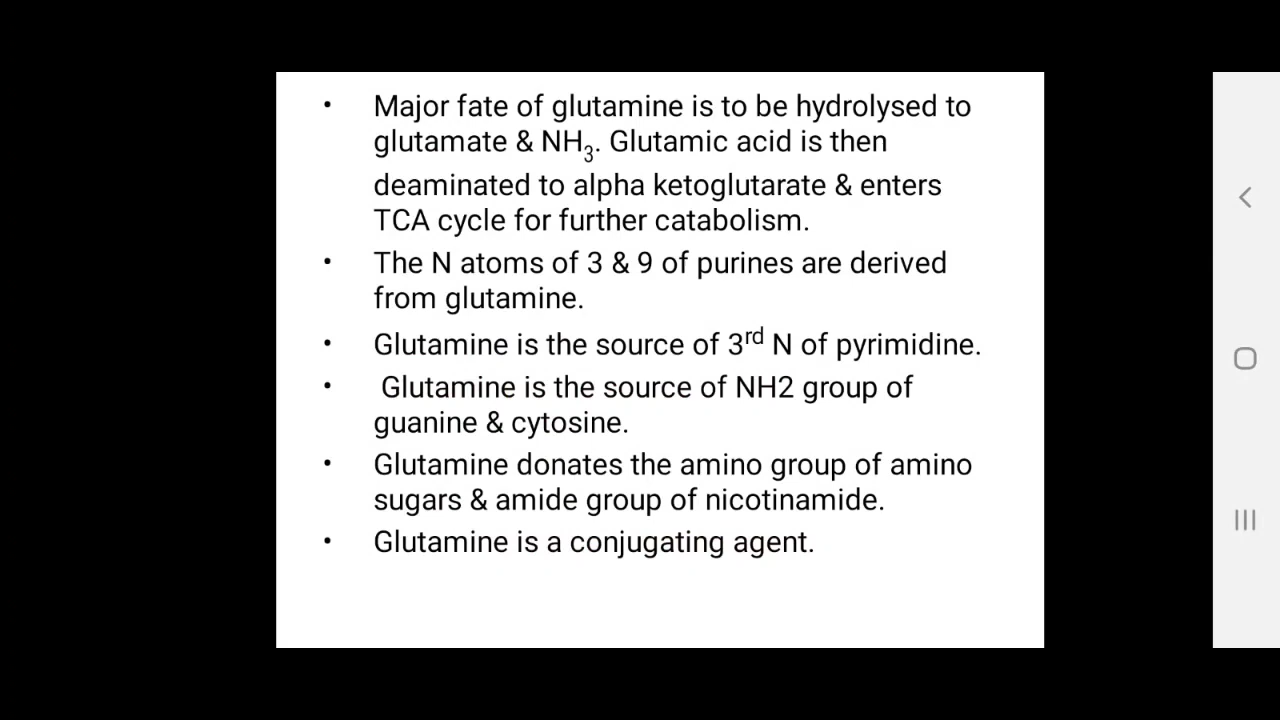 • Major fate of glutamine is to be hydrolysed to
glutamate & NH₃. Glutamic acid is then
deaminated to alpha ketoglutarate & enters
TCA cycle for further catabolism.
• The N atoms of 3 & 9 of purines are derived
from glutamine.
• Glutamine is the source of 3ʳᵈ N of pyrimidine.
• Glutamine is the source of NH2 group of
guanine & cytosine.
• Glutamine donates the amino group of amino
sugars & amide group of nicotinamide.
• Glutamine is a conjugating agent.